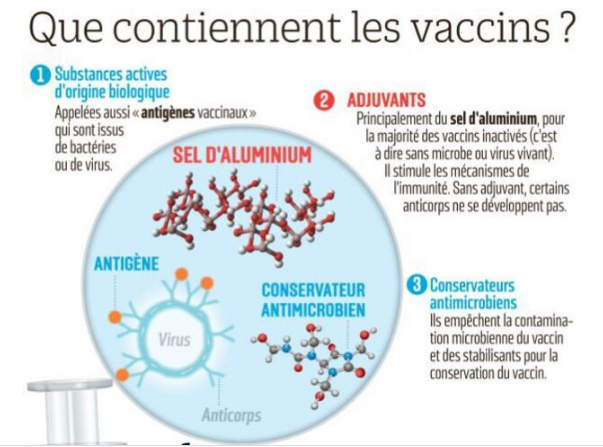 Que contiennent les vaccins ?
1 Substances actives
d'origine biologique
Appelées aussi « antigènes vaccinaux »
qui sont issus
de bactéries
ou de virus.
2 ADJUVANTS
Principalement du sel d'aluminium, pour
la majorité des vaccins inactivés (c'est
à dire sans microbe ou virus vivant).
Il stimule les mécanismes de
l'immunité. Sans adjuvant, certains
anticorps ne se développent pas.
SEL D'ALUMINIUM
ANTIGÈNE
Virus
Anticorps
CONSERVATEUR
ANTIMICROBIEN
3 Conservateurs
antimicrobiens
Ils empêchent la contamina-
tion microbienne du vaccin
et des stabilisants pour la
conservation du vaccin.